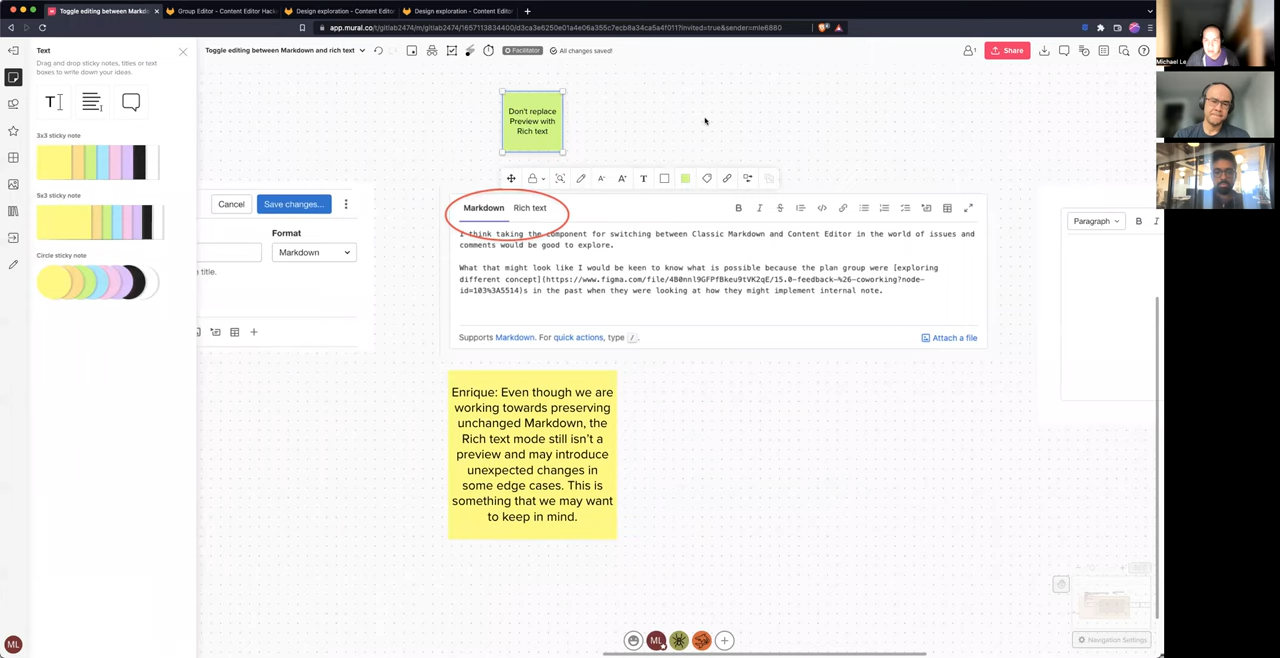 Toggle editing between Markdo
Group Editor - Content Editor Hack
Design exploration - Content Editor
Design exploration - Content Editor
app.mural.co/t/gitlab2474/m/gitlab2474/1657113834400/d3ca3e6250e01a4e06a355c7ecb8a34ca5a4f011?invited=true&sender=mle6880
Toggle editing between Markdown and rich text
Facilitator
All changes saved!
1
Share
Text
Drag and drop sticky notes, titles or text
boxes to write down your ideas.
3x3 sticky note
5x3 sticky note
Circle sticky note
Don't replace
Preview with
Rich text
Cancel
Save changes...
Format
Markdown
title.
Markdown
Rich text
I think taking the component for switching between Classic Markdown and Content Editor in the world of issues and
comments would be good to explore.
What that might look like I would be keen to know what is possible because the plan group were [exploring
different concept](https://www.figma.com/file/4B0nnl9GFPfBkeu9tVK2qE/15.0-feedback-%26-coworking?node-
id=103%3A5514)s in the past when they were looking at how they might implement internal note.
Supports Markdown. For quick actions, type /.
Attach a file
Paragraph
B
I
Enrique: Even though we are
working towards preserving
unchanged Markdown, the
Rich text mode still isn't a
preview and may introduce
unexpected changes in
some edge cases. This is
something that we may want
to keep in mind.
ML
ML
Navigation Settings
Michael Le